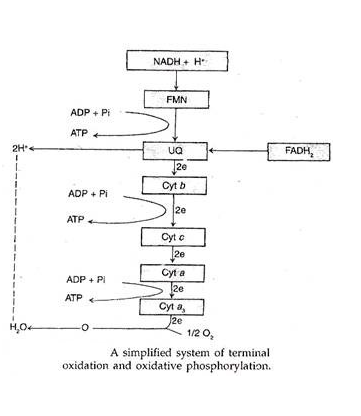 NADH + H+
FMN
ADP + Pi
ATP
2H+
UQ
FADH2
2e
Cyt b
ADP + Pi
2e
ATP
Cyt c
2e
Cyt a
ADP + Pi
2e
ATP
Cyt a3
2e
H2O
O
1/2 O2
A simplified system of terminal
oxidation and oxidative phosphorylation.